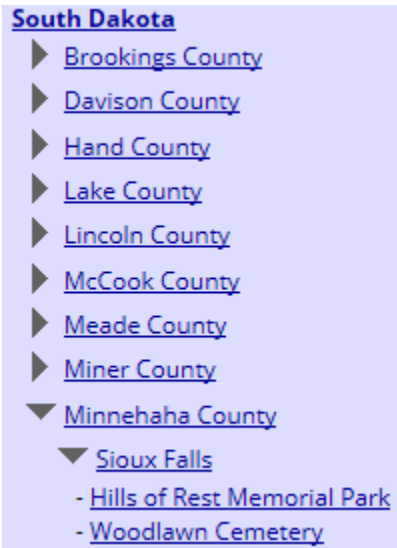 South Dakota
Brookings County
Davison County
Hand County
Lake County
Lincoln County
McCook County
Meade County
Miner County
Minnehaha County
Sioux Falls
- Hills of Rest Memorial Park
- Woodlawn Cemetery